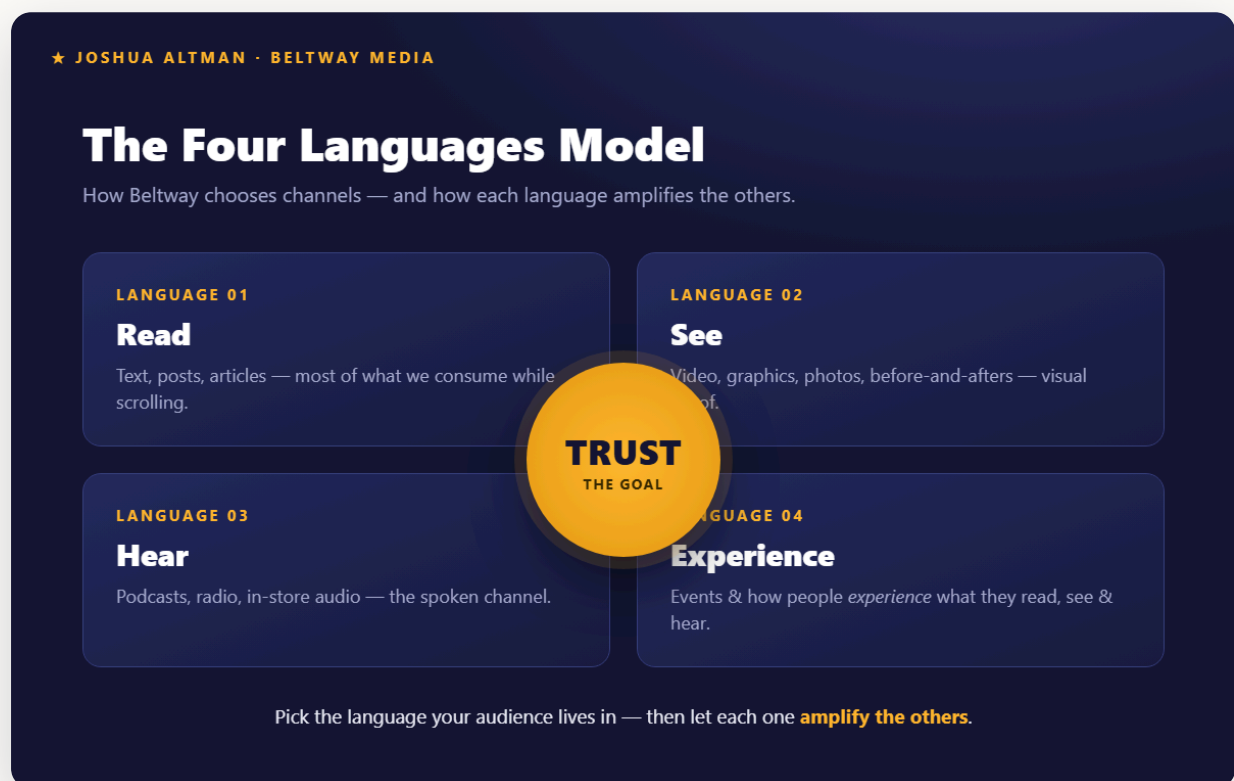 ★ JOSHUA ALTMAN · BELTWAY MEDIA
The Four Languages Model
How Beltway chooses channels — and how each language amplifies the others.
LANGUAGE 01
Read
Text, posts, articles — most of what we consume while
scrolling.
LANGUAGE 02
See
Video, graphics, photos, before-and-afters — visual
TRUST
THE GOAL
LANGUAGE 03
Hear
Podcasts, radio, in-store audio — the spoken channel.
LANGUAGE 04
Experience
Events & how people experience what they read, see &
hear.
Pick the language your audience lives in — then let each one amplify the others.